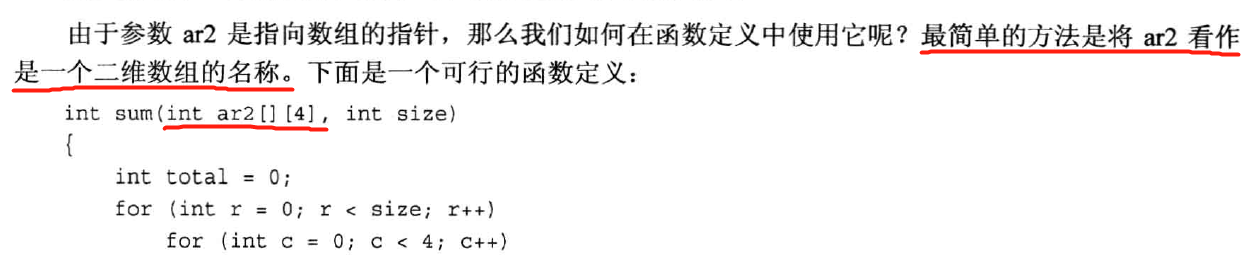 由于参数 ar2 是指向数组的指针，那么我们如何在函数定义中使用它呢？最简单的方法是将 ar2 看作
是一个二维数组的名称。下面是一个可行的函数定义：
int sum(int ar2[][4], int size)
{
int total = 0;
for (int r = 0; r < size; r++)
for (int c = 0; c < 4; c++)